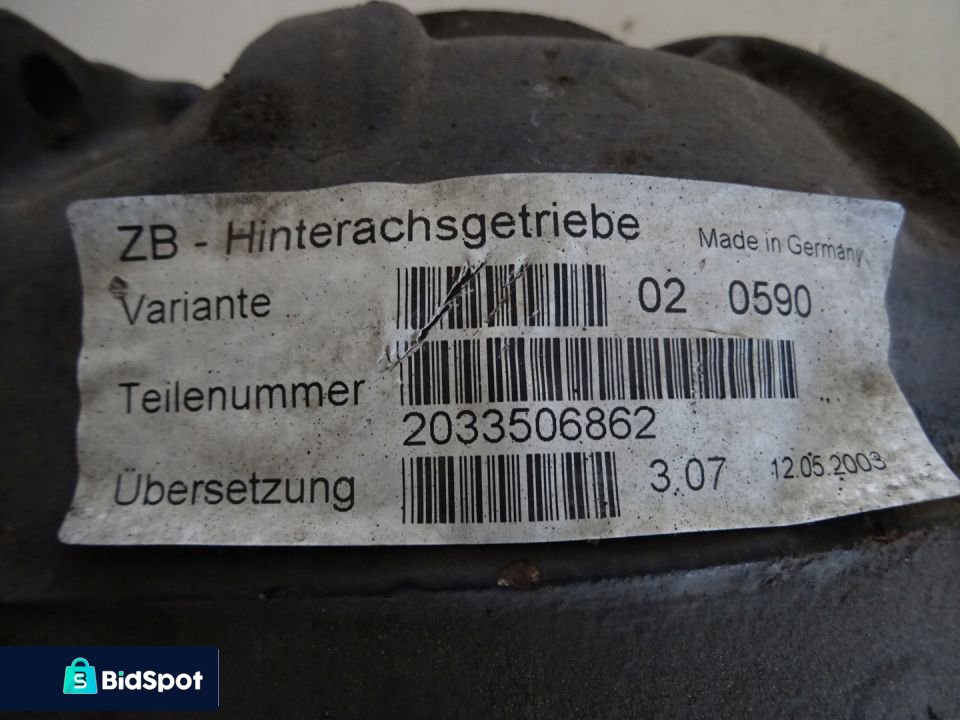 ZB - Hinterachsgetriebe Made in Germany
Variante 02 0590
Teilenummer
2033506862
Übersetzung 3.07 12.05.2003
BidSpot